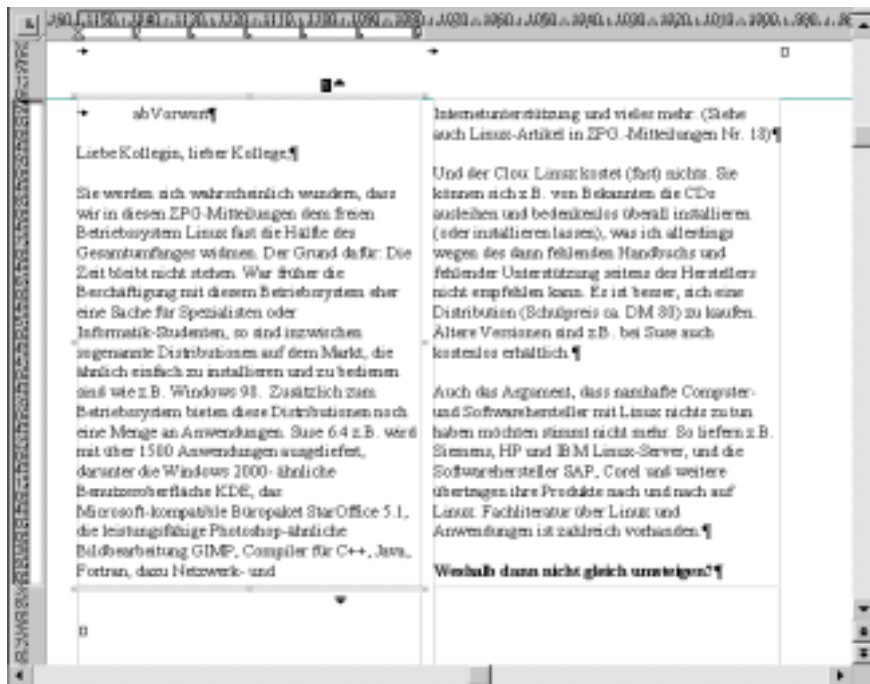 abVorwort¶
Liebe Kollegin, lieber Kollege,¶
Sie werden sich wahrscheinlich wundern, dass
wir in diesen ZPG-Mitteilungen dem freien
Betriebssystem Linux fast die Hälfte des
Gesamtumfanges widmen. Der Grund dafür: Die
Zeit bleibt nicht stehen. War früher die
Beschäftigung mit diesem Betriebssystem eher
eine Sache für Spezialisten oder
Informatik-Studenten, so sind inzwischen
sogenannte Distributionen auf dem Markt, die
ähnlich einfach zu installieren und zu bedienen
sind wie z.B. Windows 98. Zusätzlich zum
Betriebssystem bieten diese Distributionen noch
eine Menge an Anwendungen. Suse 6.4 z.B. wird
mit über 1500 Anwendungen ausgeliefert,
darunter die Windows 2000- ähnliche
Benutzeroberfläche KDE, das
Microsoft-kompatible Büropaket StarOffice 5.1,
die leistungsfähige Photoshop-ähnliche
Bildbearbeitung GIMP, Compiler für C++, Java,
Fortran, dazu Netzwerk- und
Internetunterstützung und vieles mehr. (Siehe
auch Linux-Artikel in ZPG.-Mitteilungen Nr. 18)¶
Und der Clou: Linux kostet (fast) nichts. Sie
können sich z.B. von Bekannten die CDs
ausleihen und bedenkenlos überall installieren
(oder installieren lassen), was ich allerdings
wegen des dann fehlenden Handbuchs und
fehlender Unterstützung seitens des Herstellers
nicht empfehlen kann. Es ist besser, sich eine
Distribution (Schulpreis ca. DM 80) zu kaufen.
Ältere Versionen sind z.B. bei Suse auch
kostenlos erhältlich.¶
Auch das Argument, dass namhafte Computer-
und Softwarehersteller mit Linux nichts zu tun
haben möchten stimmt nicht mehr. So liefern z.B.
Siemens, HP und IBM Linux-Server, und die
Softwarehersteller SAP, Corel und weitere
übertragen ihre Produkte nach und nach auf
Linux. Fachliteratur über Linux und
Anwendungen ist zahlreich vorhanden.¶
Weshalb dann nicht gleich umsteigen?¶